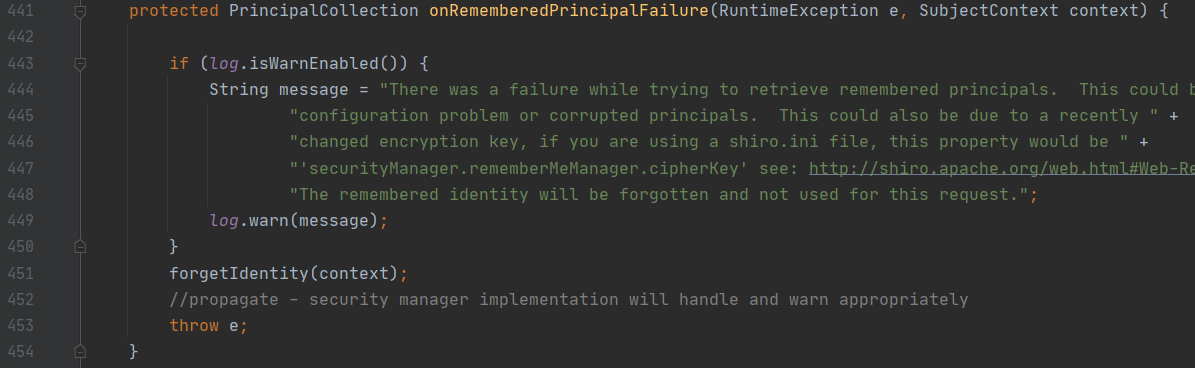 441 protected PrincipalCollection onRememberedPrincipalFailure(RuntimeException e, SubjectContext context) {
442
443 if (log.isWarnEnabled()) {
444 String message = "There was a failure while trying to retrieve remembered principals.  This could b
445 "configuration problem or corrupted principals.  This could also be due to a recently " +
446 "changed encryption key, if you are using a shiro.ini file, this property would be " +
447 "'securityManager.rememberMeManager.cipherKey' see: http://shiro.apache.org/web.html#Web-Re
448 "The remembered identity will be forgotten and not used for this request.";
449 log.warn(message);
450 }
451 forgetIdentity(context);
452 //propagate - security manager implementation will handle and warn appropriately
453 throw e;
454 }